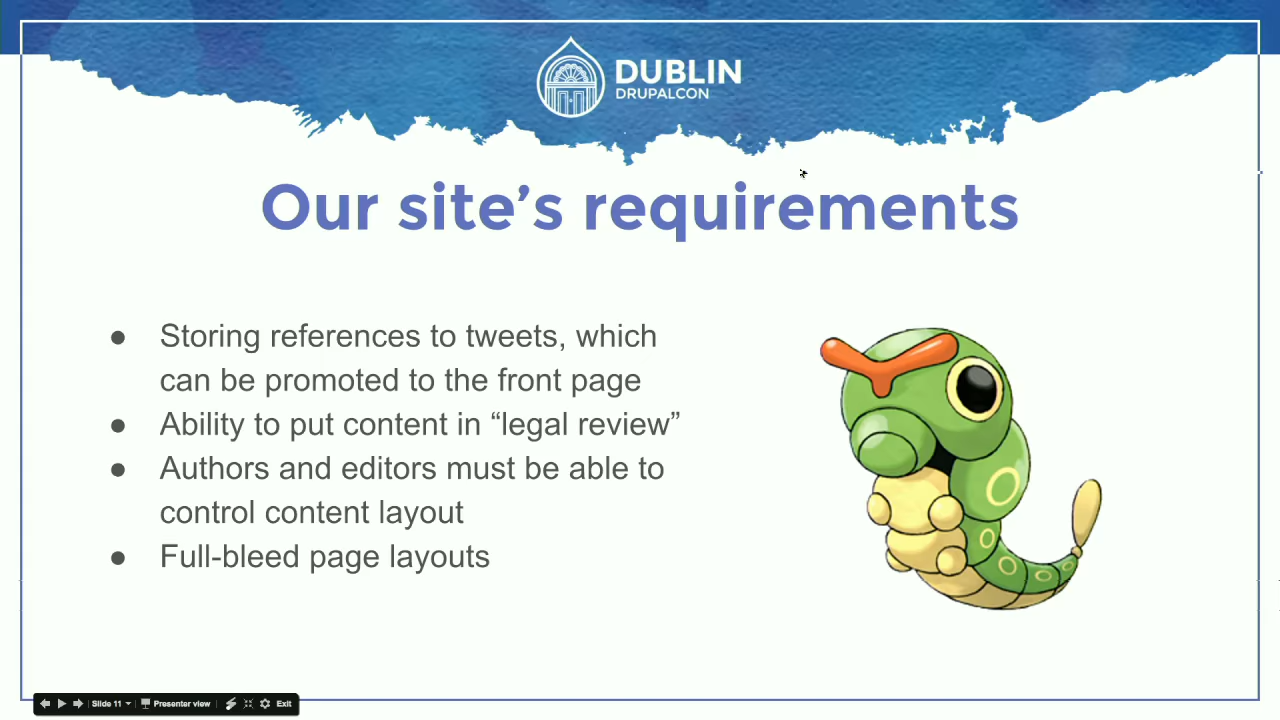 DUBLIN
DRUPALCON
Our site’s requirements
● Storing references to tweets, which
can be promoted to the front page
● Ability to put content in “legal review”
● Authors and editors must be able to
control content layout
● Full-bleed page layouts
Slide 11 Presenter view Exit